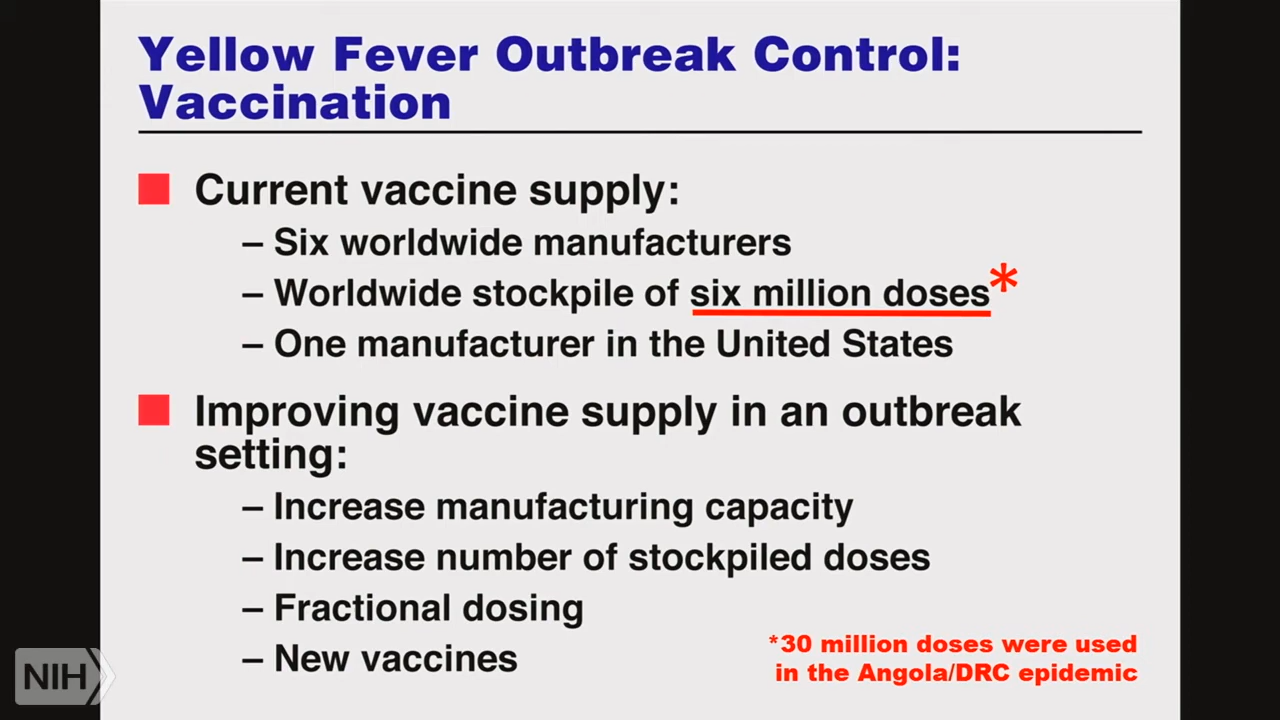 Yellow Fever Outbreak Control:
Vaccination
Current vaccine supply:
– Six worldwide manufacturers
– Worldwide stockpile of six million doses*
– One manufacturer in the United States
Improving vaccine supply in an outbreak
setting:
– Increase manufacturing capacity
– Increase number of stockpiled doses
– Fractional dosing
– New vaccines
*30 million doses were used
in the Angola/DRC epidemic
NIH